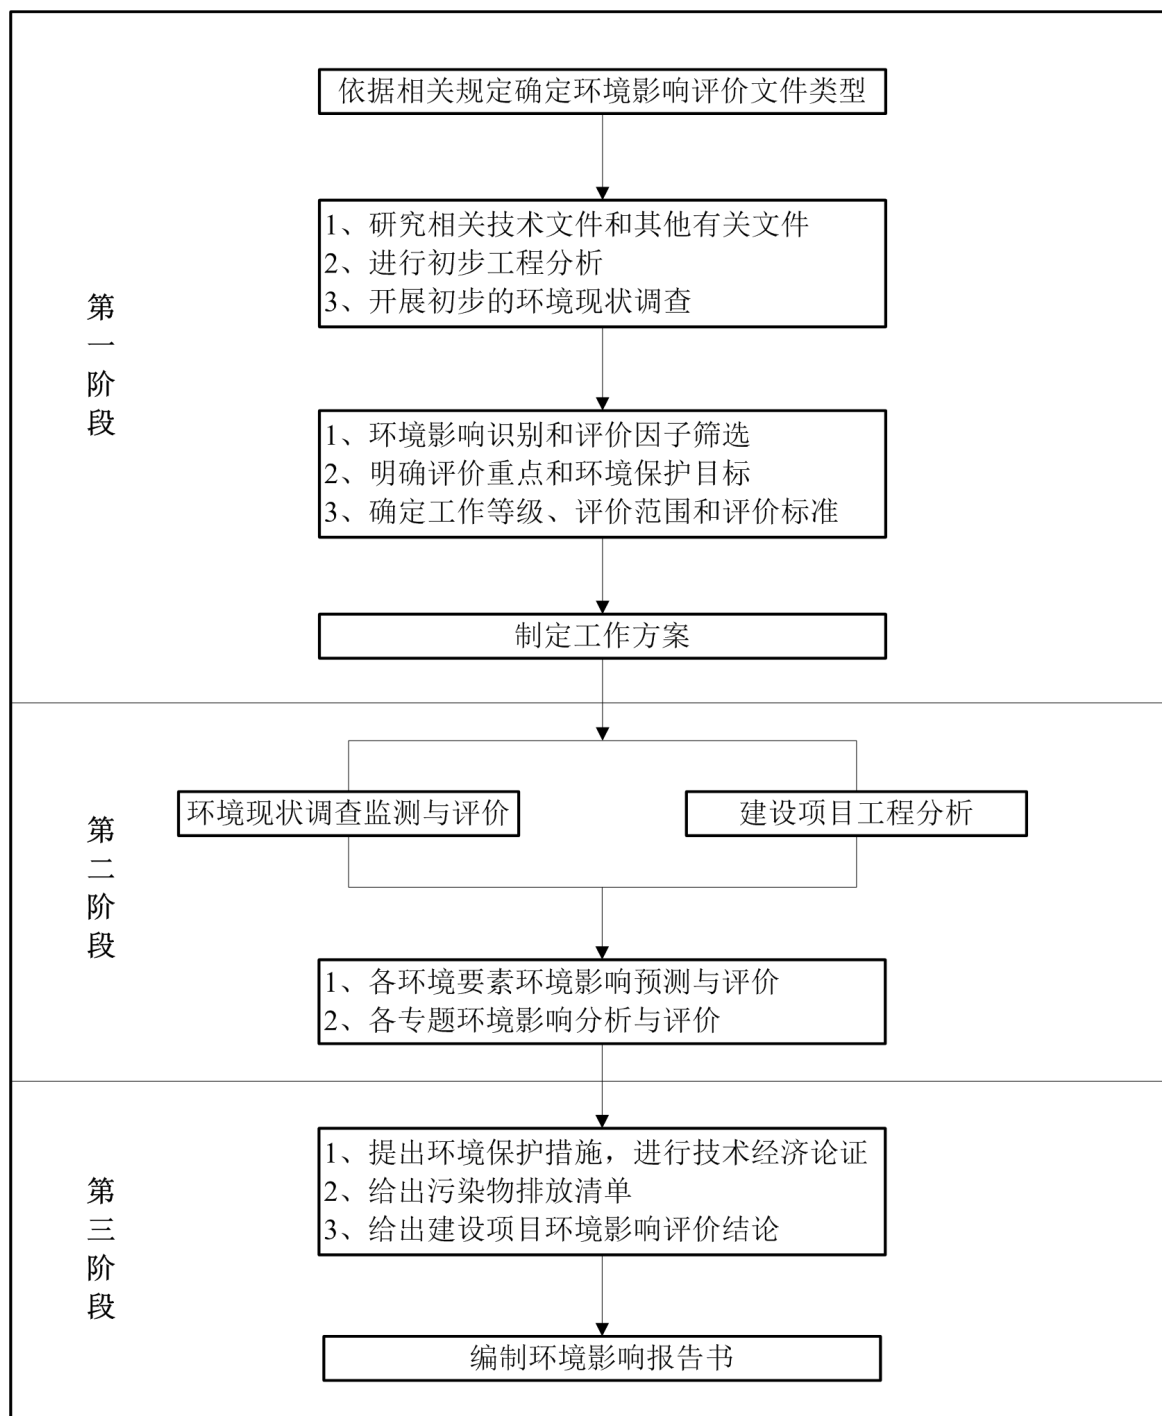 依据相关规定确定环境影响评价文件类型
1、研究相关技术文件和其他有关文件
2、进行初步工程分析
3、开展初步的环境现状调查
第一阶段
1、环境影响识别和评价因子筛选
2、明确评价重点和环境保护目标
3、确定工作等级、评价范围和评价标准
制定工作方案
环境现状调查监测与评价
建设项目工程分析
第二阶段
1、各环境要素环境影响预测与评价
2、各专题环境影响分析与评价
1、提出环境保护措施，进行技术经济论证
2、给出污染物排放清单
3、给出建设项目环境影响评价结论
第三阶段
编制环境影响报告书